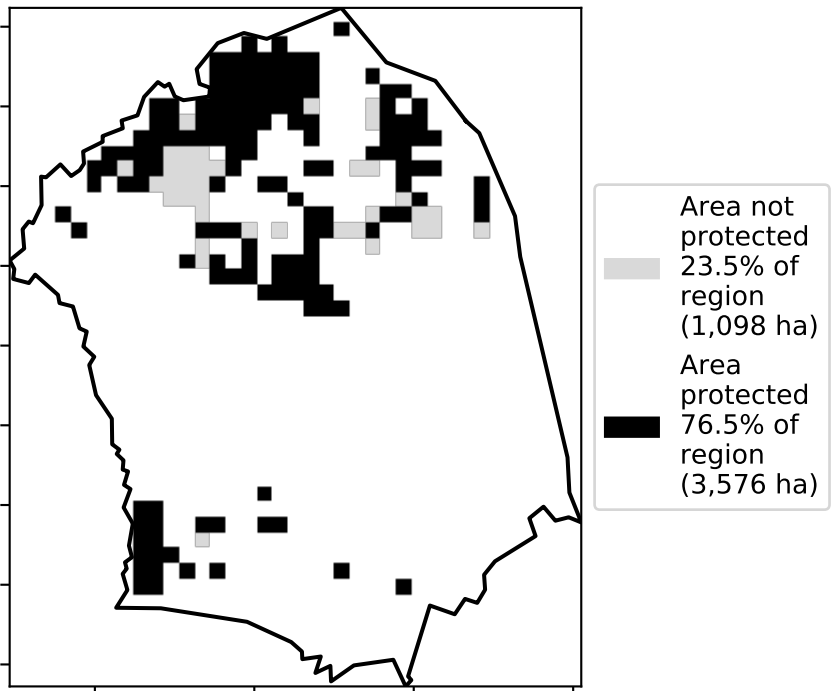 Area not
protected
23.5% of
region
(1,098 ha)
Area
protected
76.5% of
region
(3,576 ha)